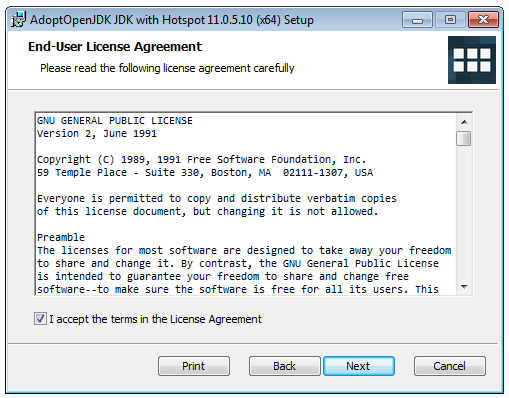 AdoptOpenJDK JDK with Hotspot 11.0.5.10 (x64) Setup
End-User License Agreement
Please read the following license agreement carefully
GNU GENERAL PUBLIC LICENSE
Version 2, June 1991
Copyright (C) 1989, 1991 Free Software Foundation, Inc.
59 Temple Place - Suite 330, Boston, MA  02111-1307, USA
Everyone is permitted to copy and distribute verbatim copies
of this license document, but changing it is not allowed.
Preamble
The licenses for most software are designed to take away your freedom
to share and change it. By contrast, the GNU General Public License
is intended to guarantee your freedom to share and change free
software--to make sure the software is free for all its users. This
I accept the terms in the License Agreement
Print Back Next Cancel